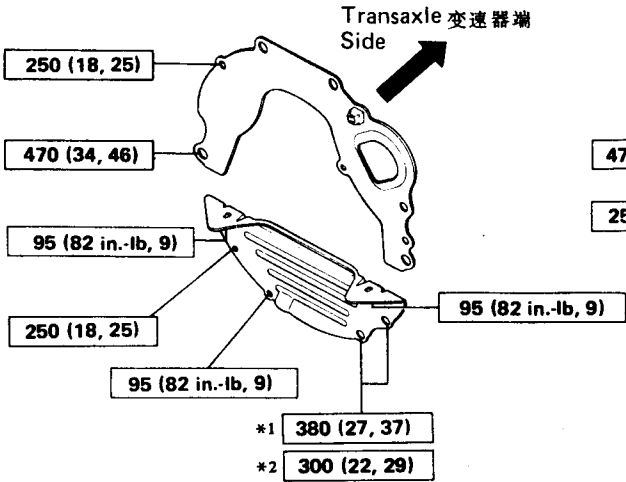 Transaxle 变速器端
Side
250 (18, 25)
470 (34, 46)
47
25
95 (82 in.-lb, 9)
95 (82 in.-lb, 9)
250 (18, 25)
95 (82 in.-lb, 9)
*1 380 (27, 37)
*2 300 (22, 29)